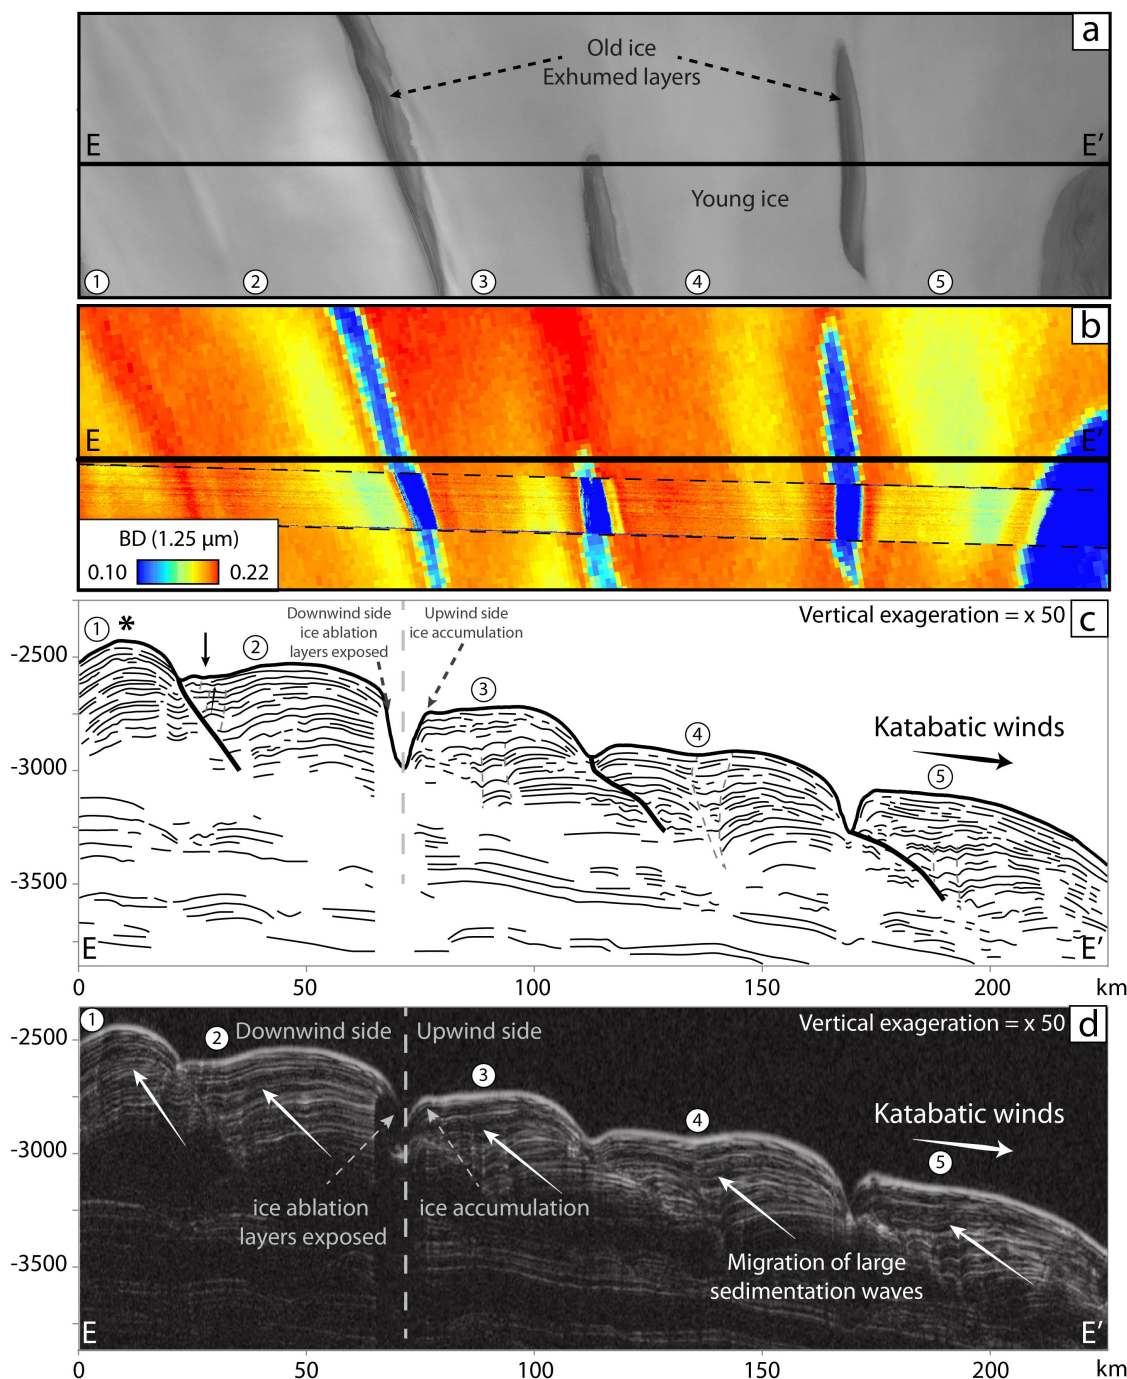 a
Old ice
Exhumed layers
E
E’
Young ice
1
2
3
4
5
b
E
E’
BD (1.25 µm)
0.10
0.22
c
Vertical exageration = x 50
1
*
2
Downwind side
ice ablation
layers exposed
Upwind side
ice accumulation
3
4
Katabatic winds
5
-2500
-3000
-3500
E
E’
0
50
100
150
200
km
d
Vertical exageration = x 50
1
2
Downwind side
Upwind side
3
4
Katabatic winds
5
-2500
-3000
-3500
ice ablation
layers exposed
ice accumulation
Migration of large
sedimentation waves
E
E’
0
50
100
150
200
km